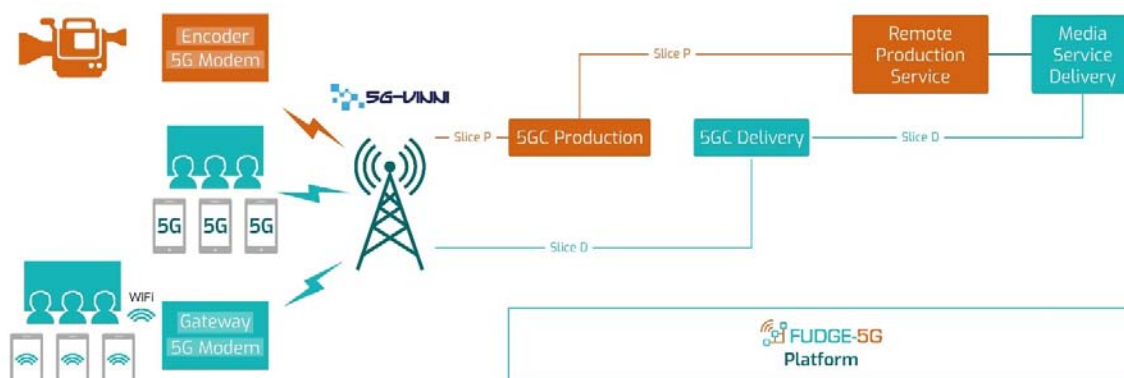 Encoder
5G Modem
5G-VINNI
Slice P
5GC Production
Slice P
Remote
Production
Service
Media
Service
Delivery
5GC Delivery
Slice D
5G
5G
5G
Slice D
WiFi
Gateway
5G Modem
FUDGE-5G
Platform